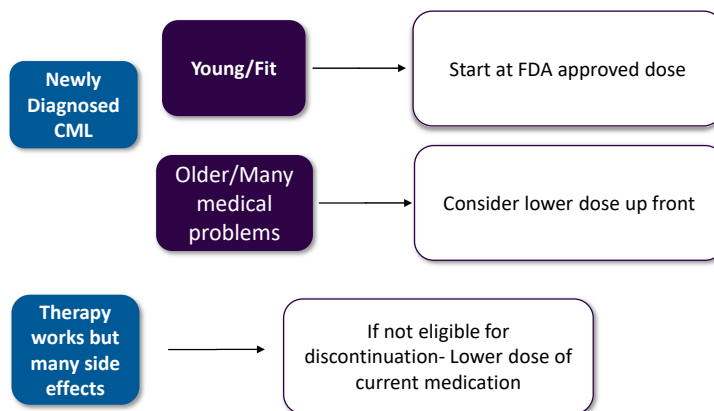 Newly
Diagnosed
CML
Young/Fit
Start at FDA approved dose
Older/Many
medical
problems
Consider lower dose up front
Therapy
works but
many side
effects
If not eligible for
discontinuation- Lower dose of
current medication